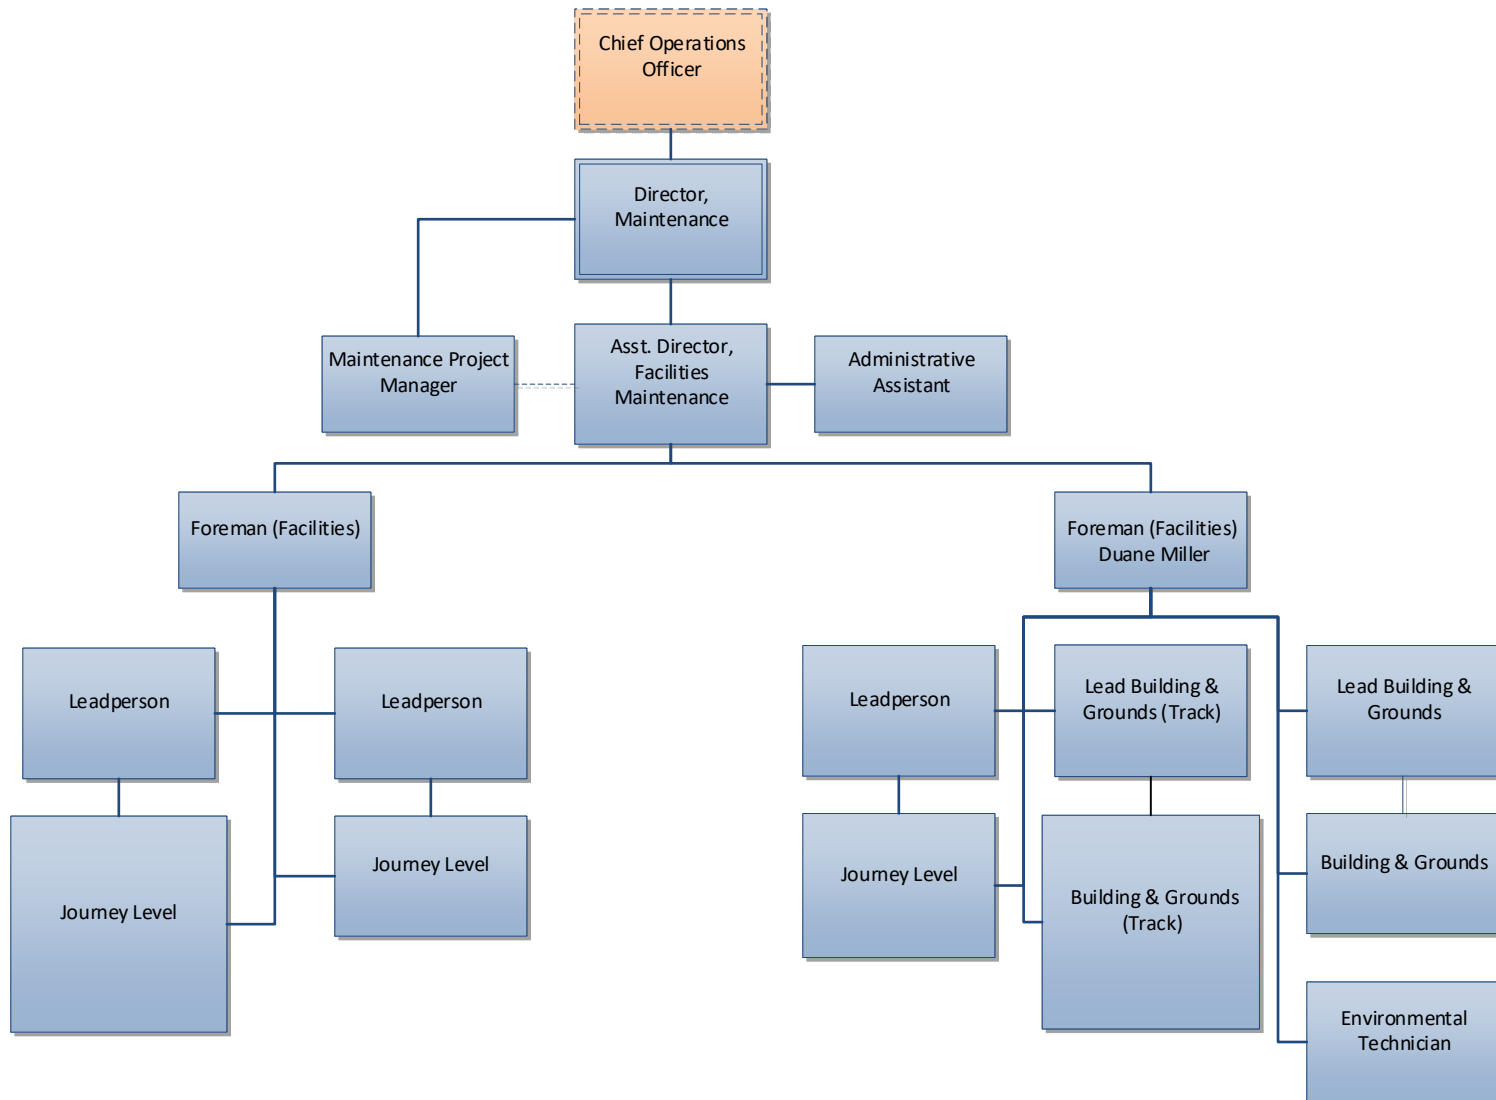 Chief Operations
Officer
Director,
Maintenance
Maintenance Project
Manager
Asst. Director,
Facilities
Maintenance
Administrative
Assistant
Foreman (Facilities)
Foreman (Facilities)
Duane Miller
Leadperson
Leadperson
Leadperson
Lead Building &
Grounds (Track)
Lead Building &
Grounds
Journey Level
Journey Level
Journey Level
Building & Grounds
(Track)
Building & Grounds
Environmental
Technician